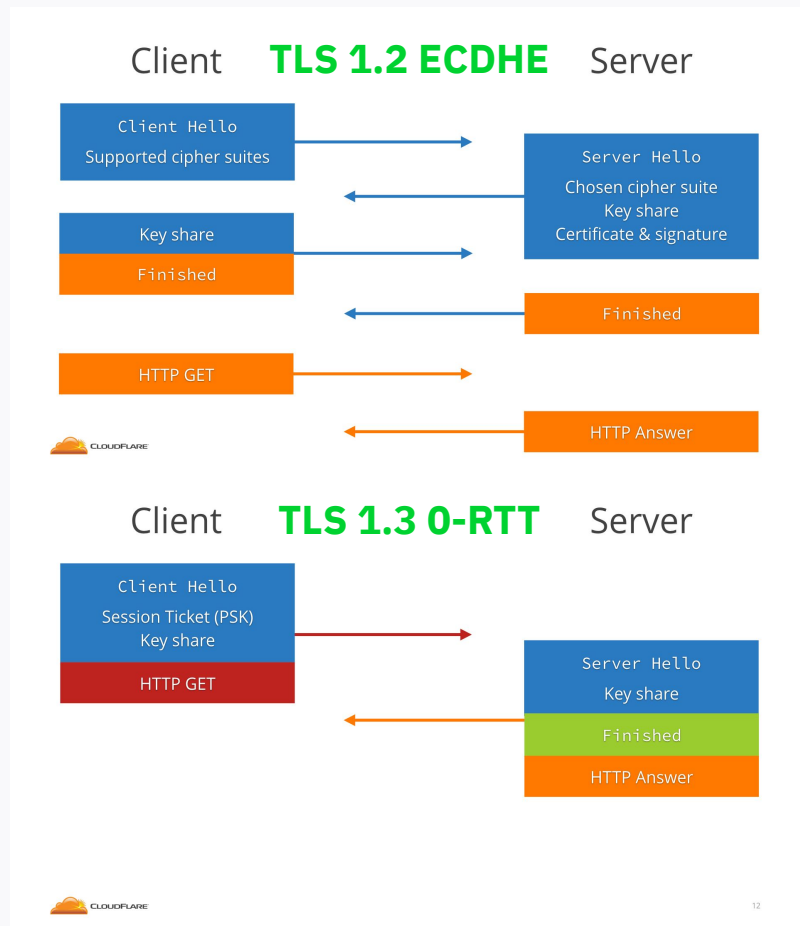 Client TLS 1.2 ECDHE Server
Client Hello
Supported cipher suites
Server Hello
Chosen cipher suite
Key share
Certificate & signature
Key share
Finished
Finished
HTTP GET
HTTP Answer
CLOUDFLARE
Client TLS 1.3 0-RTT Server
Client Hello
Session Ticket (PSK)
Key share
HTTP GET
Server Hello
Key share
Finished
HTTP Answer
CLOUDFLARE
12